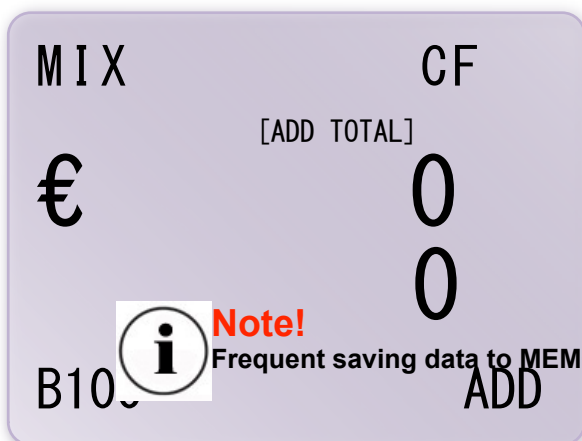 MIX CF
[ADD TOTAL]
€ 0
0
Note!
Frequent saving data to MEM
ADD